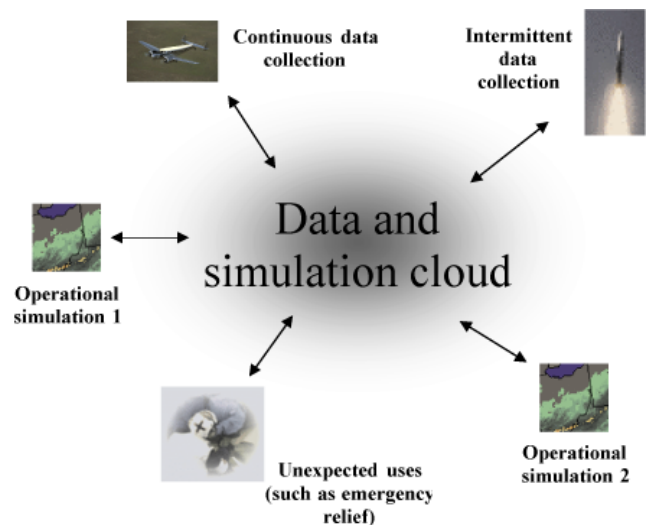 Continuous data
collection
Intermittent
data
collection
Data and
simulation cloud
Operational
simulation 1
Operational
simulation 2
Unexpected uses
(such as emergency
relief)